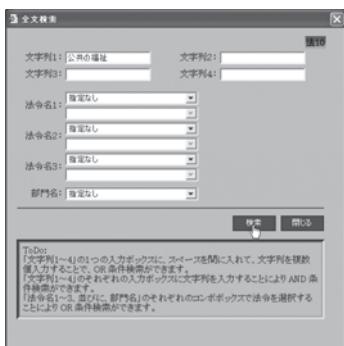 全文検索
法10
文字列1: 公共の福祉 文字列2:
文字列3: 文字列4:
法令名1: 指定なし
法令名2: 指定なし
法令名3: 指定なし
部門名: 指定なし
検索 閉じる
ToDo:
「文字列1～4」の1つの入力ボックスに、スペースを間に入れて、文字列を複数
個入力することで、OR 条件検索ができます。
「文字列1～4」のそれぞれの入力ボックスに文字列を入力することにより AND 条
件検索ができます。
「法令名1～3、並びに、部門名」のそれぞれのコンボボックスで法令を選択する
ことにより OR 条件検索ができます。